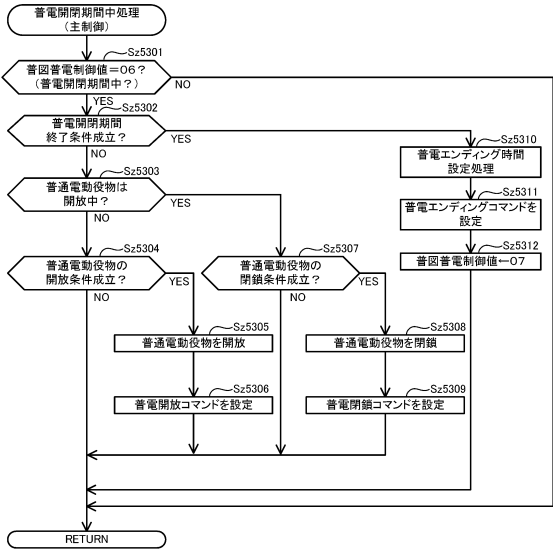 普電開閉期間中処理
(主制御)
Sz5301
普図普電制御値=06?
(普電開閉期間中?)
NO
YES
Sz5302
普電開閉期間
終了条件成立?
YES
NO
Sz5310
普電エンディング時間
設定処理
Sz5303
普通電動役物は
開放中?
YES
NO
Sz5311
普電エンディングコマンドを
設定
Sz5304
普通電動役物の
開放条件成立?
YES
NO
Sz5307
普通電動役物の
閉鎖条件成立?
YES
NO
Sz5312
普図普電制御値←07
Sz5305
普通電動役物を開放
Sz5308
普通電動役物を閉鎖
Sz5306
普電開放コマンドを設定
Sz5309
普電閉鎖コマンドを設定
RETURN